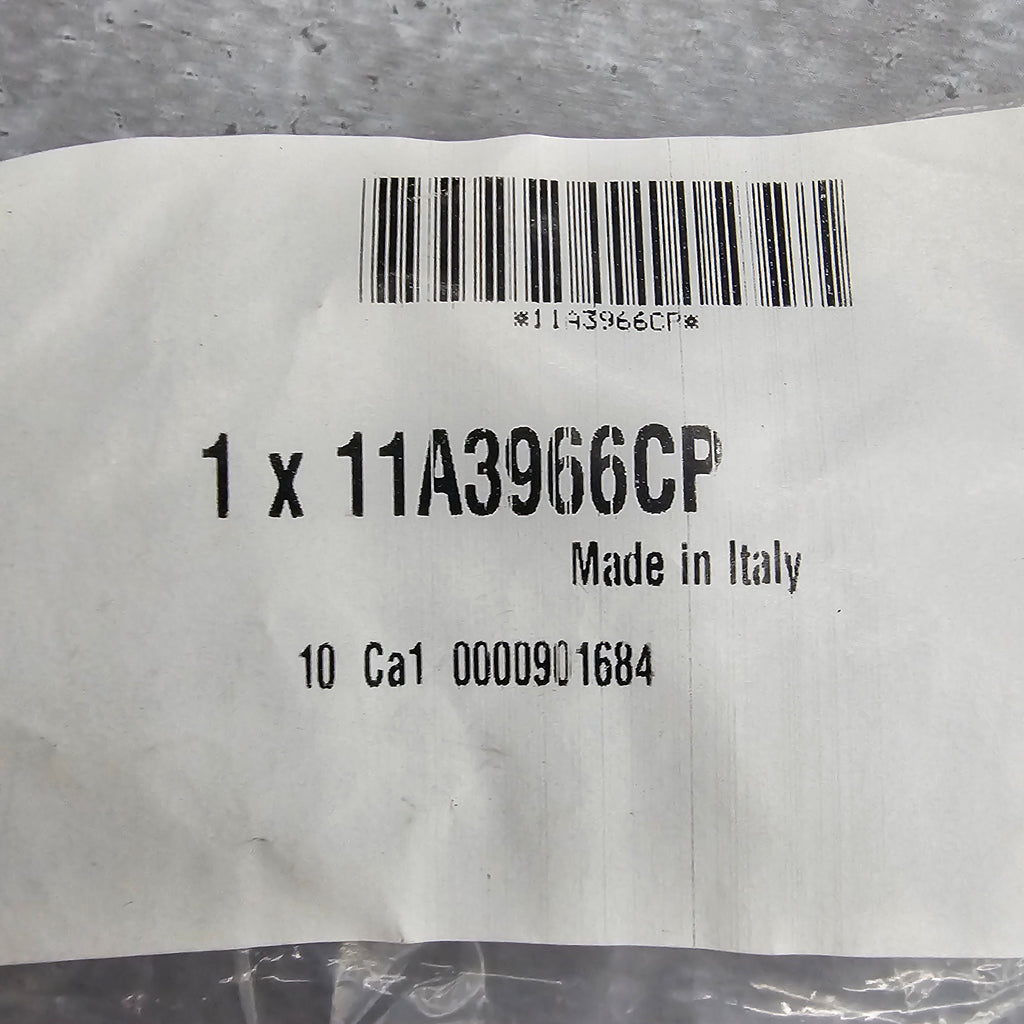 *11A3966CP*
1 x 11A3966CP
Made in Italy
10 Ca1 0000901684